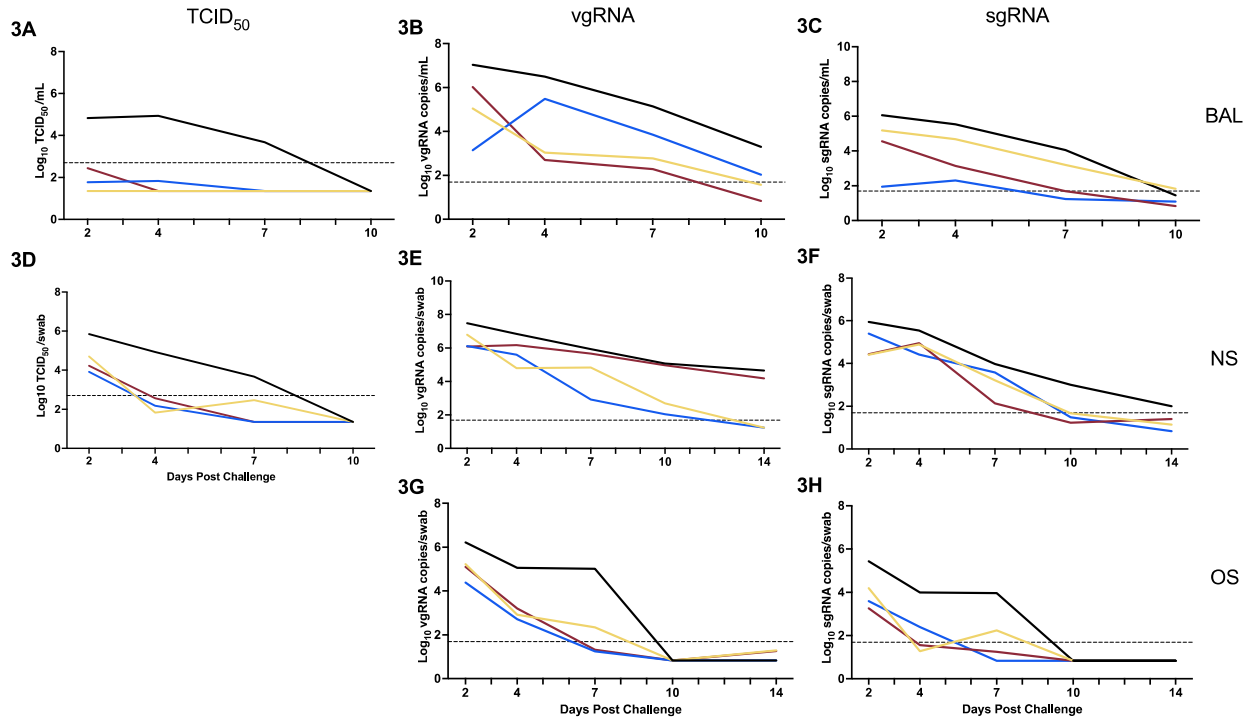 TCID50 vgRNA sgRNA
3A 3B 3C
Log10 TCID50/mL
8
6
4
2
0
2 4 7 10
Log10 vgRNA copies/mL
8
6
4
2
0
2 4 7 10
Log10 sgRNA copies/mL
10
8
6
4
2
0
2 4 7 10
BAL
3D 3E 3F
Log10 TCID50/swab
8
6
4
2
0
2 4 7 10
Days Post Challenge
Log10 vgRNA copies/swab
10
8
6
4
2
0
2 4 7 10 14
Log10 sgRNA copies/swab
8
6
4
2
0
2 4 7 10 14
NS
3G 3H
Log10 vgRNA copies/swab
8
6
4
2
0
2 4 7 10 14
Days Post Challenge
Log10 sgRNA copies/swab
8
6
4
2
0
2 4 7 10 14
Days Post Challenge
OS